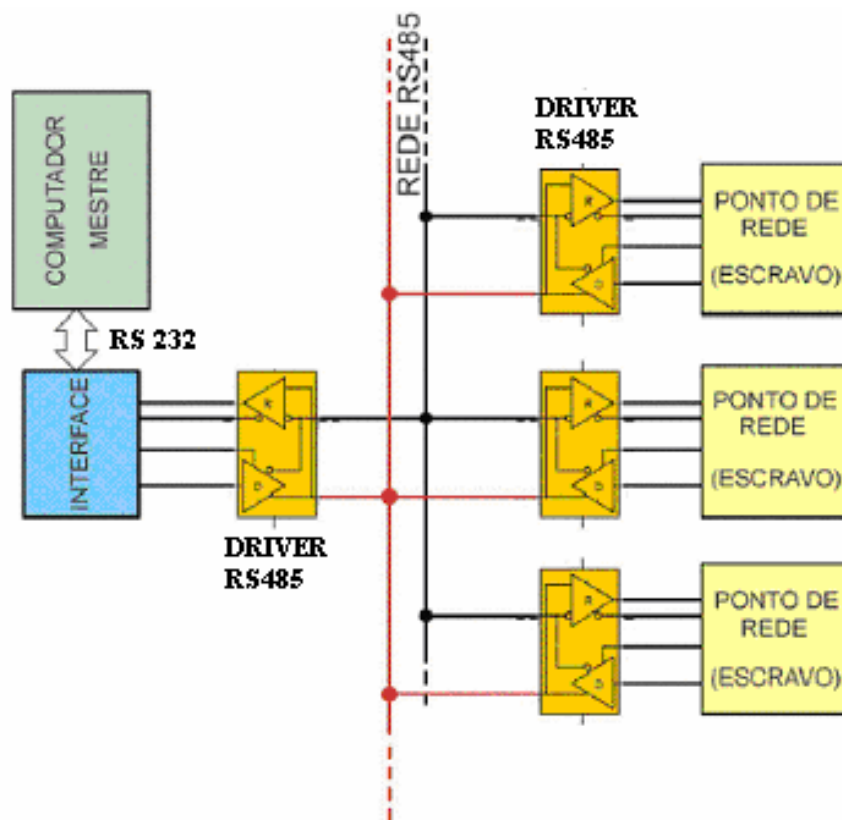 COMPUTADOR
MESTRE
RS 232
INTERFACE
R
D
DRIVER
RS485
REDE RS485
DRIVER
RS485
R
D
PONTO DE
REDE
(ESCRAVO)
R
D
PONTO DE
REDE
(ESCRAVO)
R
D
PONTO DE
REDE
(ESCRAVO)